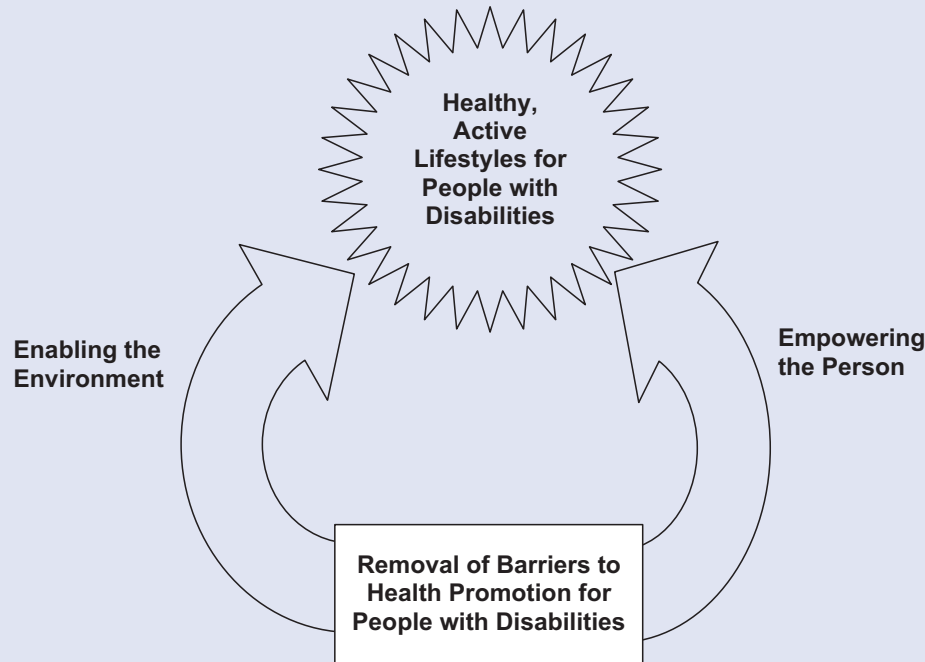 Healthy,
Active
Lifestyles for
People with
Disabilities
Enabling the
Environment
Empowering
the Person
Removal of Barriers to
Health Promotion for
People with Disabilities